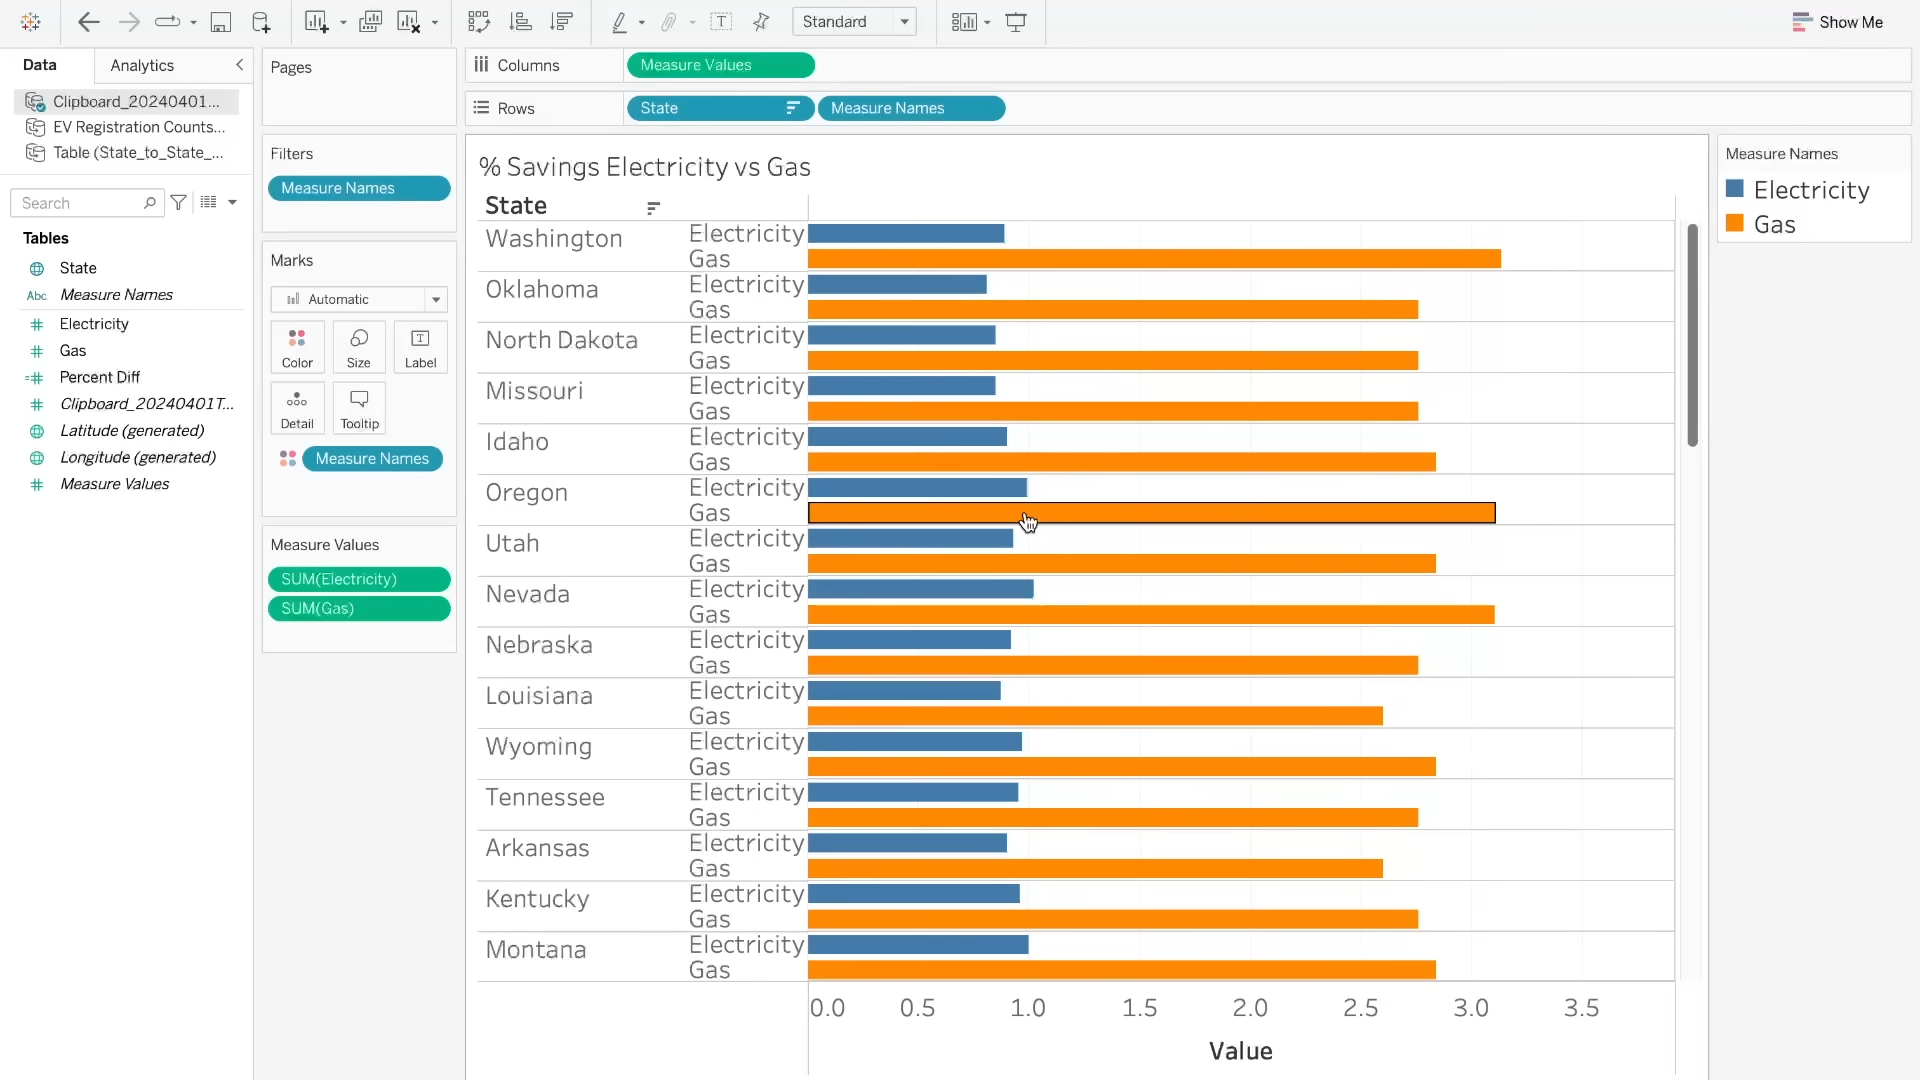 Standard
Show Me
Data
Analytics
Pages
Columns
Measure Values
Clipboard_20240401...
EV Registration Counts...
Table (State_to_State_...
Rows
State
Measure Names
Filters
Measure Names
Search
Tables
State
Abc
Measure Names
Electricity
Gas
Percent Diff
Clipboard_20240401T...
Latitude (generated)
Longitude (generated)
Measure Values
Marks
Automatic
Color
Size
Label
Detail
Tooltip
Measure Names
Measure Values
SUM(Electricity)
SUM(Gas)
% Savings Electricity vs Gas
State
Washington
Electricity
Gas
Oklahoma
Electricity
Gas
North Dakota
Electricity
Gas
Missouri
Electricity
Gas
Idaho
Electricity
Gas
Oregon
Electricity
Gas
Utah
Electricity
Gas
Nevada
Electricity
Gas
Nebraska
Electricity
Gas
Louisiana
Electricity
Gas
Wyoming
Electricity
Gas
Tennessee
Electricity
Gas
Arkansas
Electricity
Gas
Kentucky
Electricity
Gas
Montana
Electricity
Gas
0.0 0.5 1.0 1.5 2.0 2.5 3.0 3.5
Value
Measure Names
Electricity
Gas